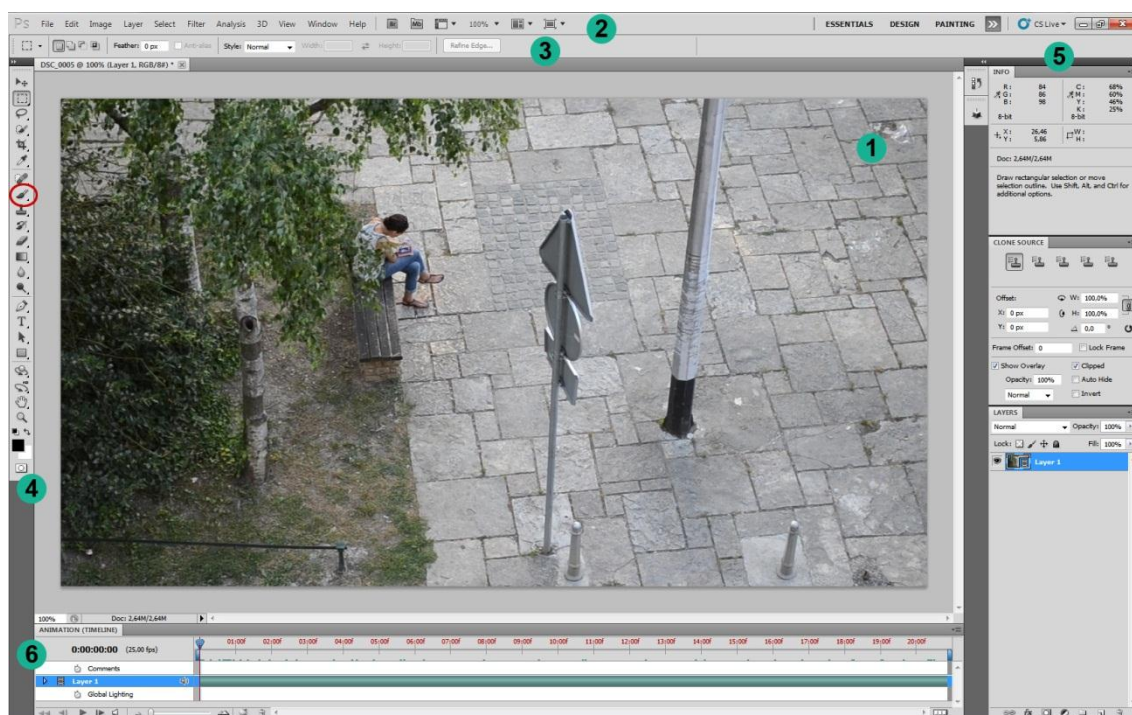 Ps File Edit Image Layer Select Filter Analysis 3D View Window Help Br Mb 100% ESSENTIALS DESIGN PAINTING CS Live
2
Feather: 0 px Anti-alias Style: Normal Width: Height: Refine Edge...
3
5
DSC_0005 @ 100% (Layer 1, RGB/8#) *
INFO
R: 84 C: 68%
G: 86 M: 60%
B: 98 Y: 46%
K: 25%
8-bit 8-bit
X: 26,46 W:
Y: 5,86 H:
Doc: 2,64M/2,64M
Draw rectangular selection or move
selection outline. Use Shift, Alt, and Ctrl for
additional options.
1
CLONE SOURCE
Offset: W: 100,0%
X: 0 px H: 100,0%
Y: 0 px 0,0 °
Frame Offset: 0 Lock Frame
Show Overlay Clipped
Opacity: 100% Auto Hide
Normal Invert
LAYERS
Normal Opacity: 100%
Lock: Fill: 100%
Layer 1
T
4
100% Doc: 2,64M/2,64M
ANIMATION (TIMELINE)
6
0:00:00:00 (25,00 fps) 01:00f 02:00f 03:00f 04:00f 05:00f 06:00f 07:00f 08:00f 09:00f 10:00f 11:00f 12:00f 13:00f 14:00f 15:00f 16:00f 17:00f 18:00f 19:00f 20:00f
Comments
Layer 1
Global Lighting
fx